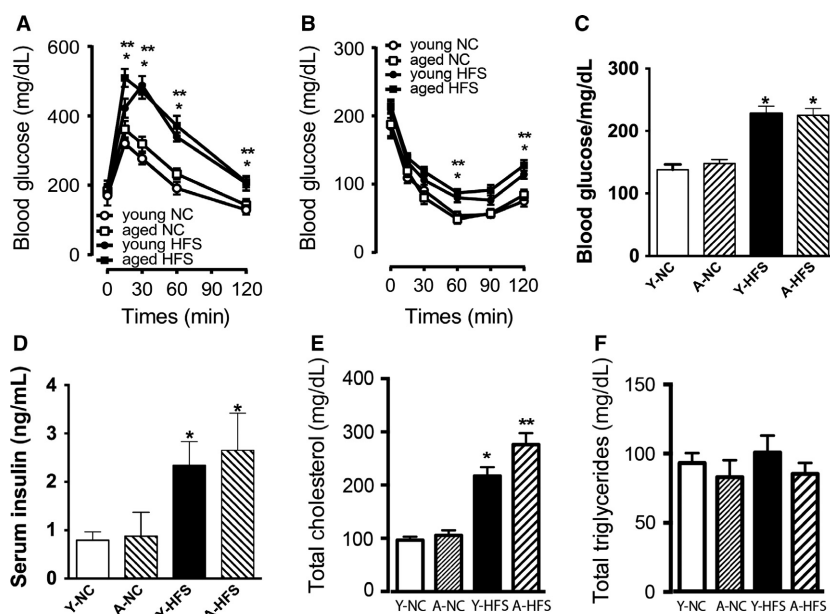 A
Blood glucose (mg/dL)
600
400
200
0
** **
* *
**
*
**
*
young NC
aged NC
young HFS
aged HFS
0 30 60 90 120
Times (min)
B
Blood glucose (mg/dL)
300
200
100
0
young NC
aged NC
young HFS
aged HFS
**
*
**
*
0 30 60 90 120
Times (min)
C
Blood glucose/mg/dL
300
200
100
0
* *
Y-NC A-NC Y-HFS A-HFS
D
Serum insulin (ng/mL)
4
3
2
1
0
* *
Y-NC A-NC Y-HFS A-HFS
E
Total cholesterol (mg/dL)
400
300
200
100
0
* **
Y-NC A-NC Y-HFS A-HFS
F
Total triglycerides (mg/dL)
150
100
50
0
Y-NC A-NC Y-HFS A-HFS